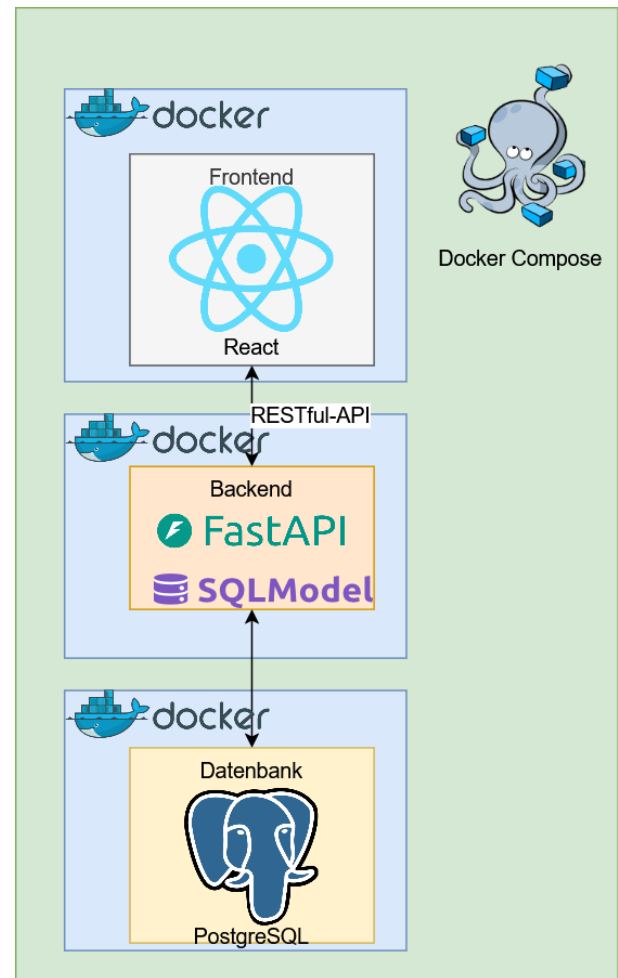 docker
Frontend
React
Docker Compose
RESTful-API
docker
Backend
FastAPI
SQLModel
docker
Datenbank
PostgreSQL